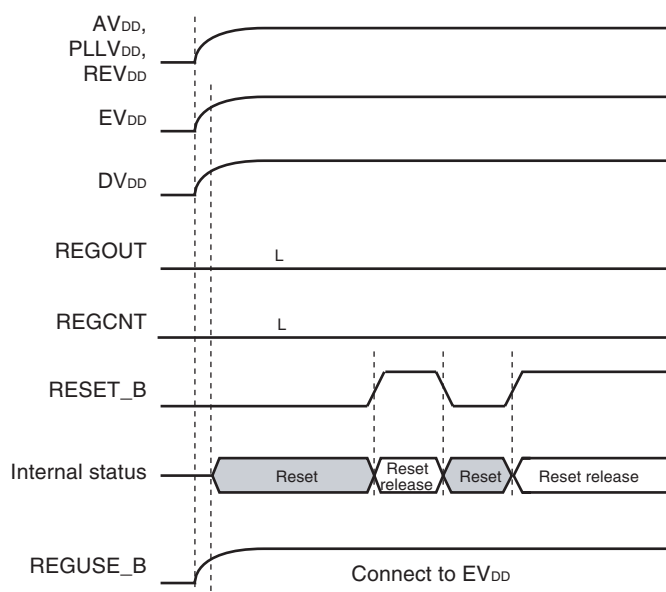 AVDD,
PLLVDD,
REVDD
EVDD
DVDD
REGOUT
L
REGCNT
L
RESET_B
Internal status
Reset
Reset
release
Reset
Reset release
REGUSE_B
Connect to EVDD